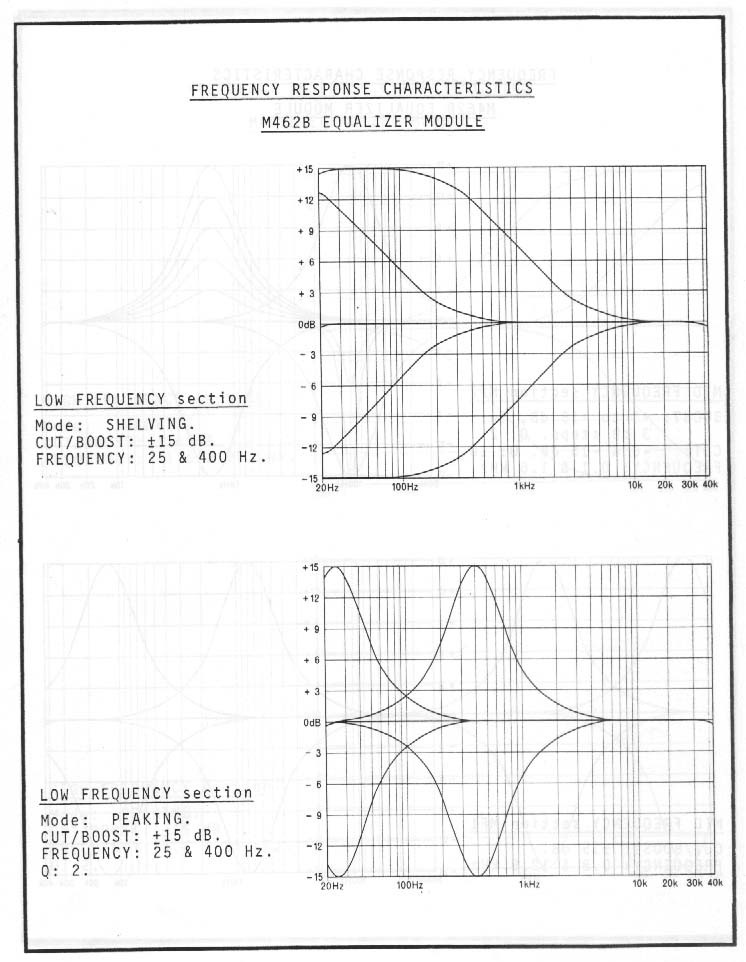 FREQUENCY RESPONSE CHARACTERISTICS
M462B EQUALIZER MODULE
+15
+12
+ 9
+ 6
+ 3
0dB
- 3
- 6
- 9
-12
-15
20Hz 100Hz 1kHz 10k 20k 30k 40k
LOW FREQUENCY section
Mode: SHELVING.
CUT/BOOST: ±15 dB.
FREQUENCY: 25 & 400 Hz.
+15
+12
+ 9
+ 6
+ 3
0dB
- 3
- 6
- 9
-12
-15
20Hz 100Hz 1kHz 10k 20k 30k 40k
LOW FREQUENCY section
Mode: PEAKING.
CUT/BOOST: ±15 dB.
FREQUENCY: 25 & 400 Hz.
Q: 2.